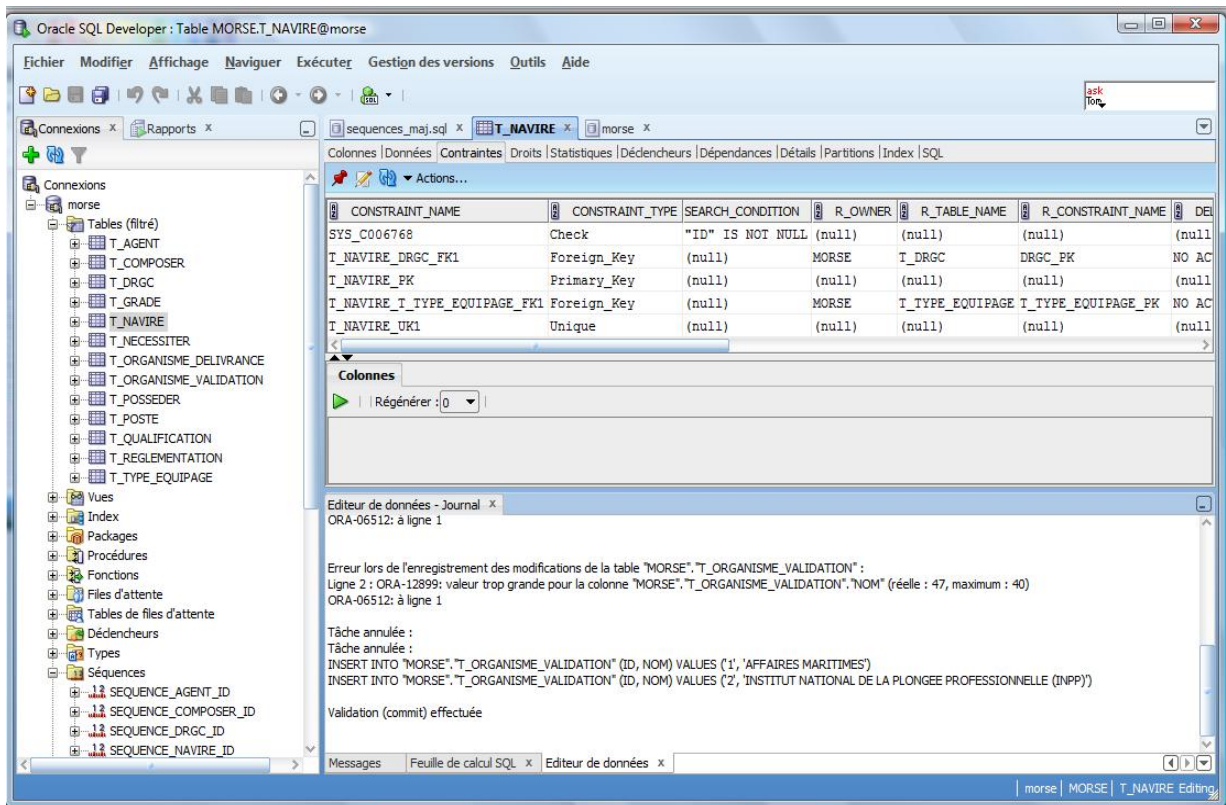 Oracle SQL Developer : Table MORSE.T_NAVIRE@morse
Fichier Modifier Affichage Naviguer Exécuter Gestion des versions Outils Aide
SQL
ask
Tom
Connexions x Rapports x
sequences_maj.sql x T_NAVIRE x morse x
Colonnes |Données |Contraintes |Droits |Statistiques |Déclencheurs |Dépendances |Détails |Partitions |Index |SQL
Actions...
CONSTRAINT_NAME CONSTRAINT_TYPE SEARCH_CONDITION R_OWNER R_TABLE_NAME R_CONSTRAINT_NAME DEL
SYS_C006768 Check "ID" IS NOT NULL (null) (null) (null) (null
T_NAVIRE_DRGC_FK1 Foreign_Key (null) MORSE T_DRGC DRGC_PK NO AC
T_NAVIRE_PK Primary_Key (null) (null) (null) (null) (null
T_NAVIRE_T_TYPE_EQUIPAGE_FK1 Foreign_Key (null) MORSE T_TYPE_EQUIPAGE T_TYPE_EQUIPAGE_PK NO AC
T_NAVIRE_UK1 Unique (null) (null) (null) (null) (null
Connexions
morse
Tables (filtré)
T_AGENT
T_COMPOSER
T_DRGC
T_GRADE
T_NAVIRE
T_NECESSITER
T_ORGANISME_DELIVRANCE
T_ORGANISME_VALIDATION
T_POSSEDER
T_POSTE
T_QUALIFICATION
T_REGLEMENTATION
T_TYPE_EQUIPAGE
Vues
Index
Packages
Procédures
Fonctions
Files d'attente
Tables de files d'attente
Déclencheurs
Types
Séquences
SEQUENCE_AGENT_ID
SEQUENCE_COMPOSER_ID
SEQUENCE_DRGC_ID
SEQUENCE_NAVIRE_ID
Colonnes
Régénérer : 0
Editeur de données - Journal x
ORA-06512: à ligne 1
Erreur lors de l'enregistrement des modifications de la table "MORSE"."T_ORGANISME_VALIDATION" :
Ligne 2 : ORA-12899: valeur trop grande pour la colonne "MORSE"."T_ORGANISME_VALIDATION"."NOM" (réelle : 47, maximum : 40)
ORA-06512: à ligne 1
Tâche annulée :
Tâche annulée :
INSERT INTO "MORSE"."T_ORGANISME_VALIDATION" (ID, NOM) VALUES ('1', 'AFFAIRES MARITIMES')
INSERT INTO "MORSE"."T_ORGANISME_VALIDATION" (ID, NOM) VALUES ('2', 'INSTITUT NATIONAL DE LA PLONGEE PROFESSIONNELLE (INPP)')
Validation (commit) effectuée
Messages Feuille de calcul SQL x Editeur de données x
morse | MORSE | T_NAVIRE Editing